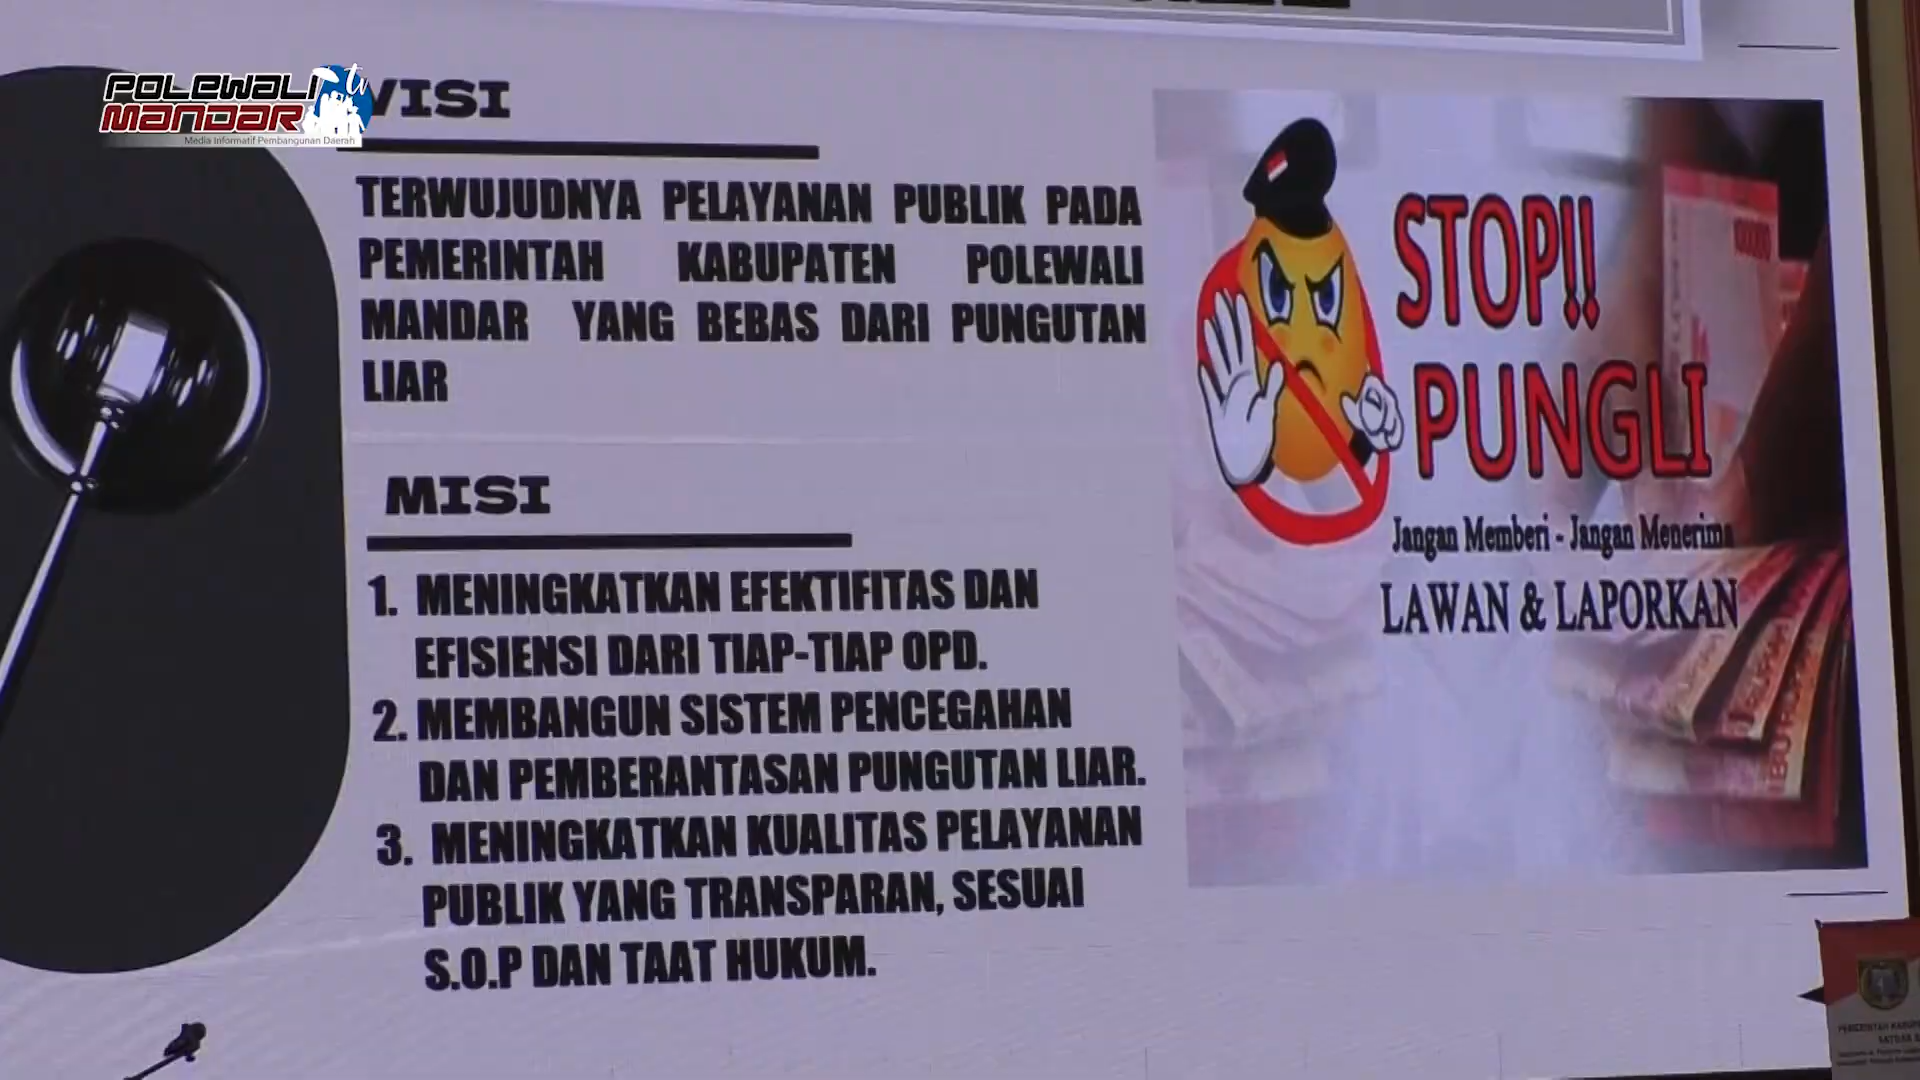 POLEWALI tv
MANDAR
Media Informatif Pembangunan Daerah
VISI
TERWUJUDNYA PELAYANAN PUBLIK PADA
PEMERINTAH KABUPATEN POLEWALI
MANDAR YANG BEBAS DARI PUNGUTAN
LIAR
MISI
1. MENINGKATKAN EFEKTIFITAS DAN
EFISIENSI DARI TIAP-TIAP OPD.
2. MEMBANGUN SISTEM PENCEGAHAN
DAN PEMBERANTASAN PUNGUTAN LIAR.
3. MENINGKATKAN KUALITAS PELAYANAN
PUBLIK YANG TRANSPARAN, SESUAI
S.O.P DAN TAAT HUKUM.
STOP!!
PUNGLI
Jangan Memberi - Jangan Menerima
LAWAN & LAPORKAN